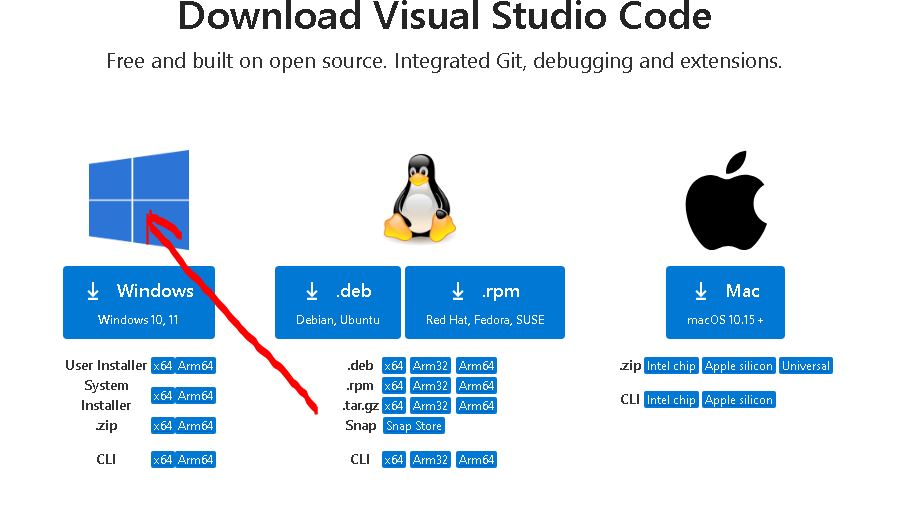 Download Visual Studio Code
Free and built on open source. Integrated Git, debugging and extensions.
Windows
Windows 10, 11
User Installer x64 Arm64
System
Installer x64 Arm64
.zip x64 Arm64
CLI x64 Arm64
.deb
Debian, Ubuntu
.rpm
Red Hat, Fedora, SUSE
.deb x64 Arm32 Arm64
.rpm x64 Arm32 Arm64
.tar.gz x64 Arm32 Arm64
Snap Snap Store
CLI x64 Arm32 Arm64
Mac
macOS 10.15+
.zip Intel chip Apple silicon Universal
CLI Intel chip Apple silicon